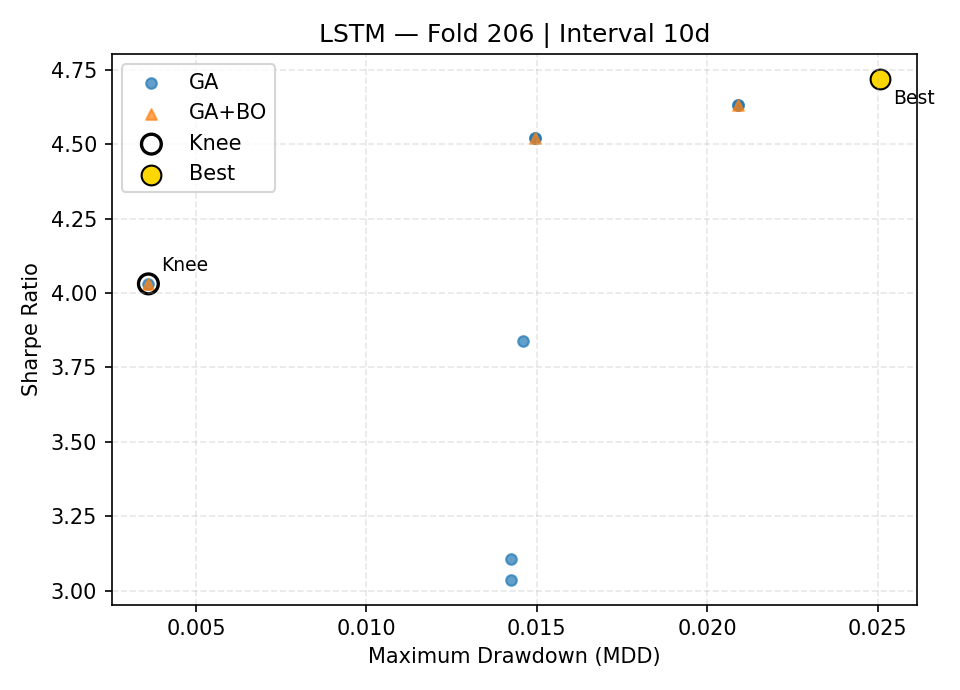 LSTM — Fold 206 | Interval 10d
GA
GA+BO
Knee
Best
Best
Knee
4.75
4.50
4.25
4.00
3.75
3.50
3.25
3.00
Sharpe Ratio
0.005
0.010
0.015
0.020
0.025
Maximum Drawdown (MDD)